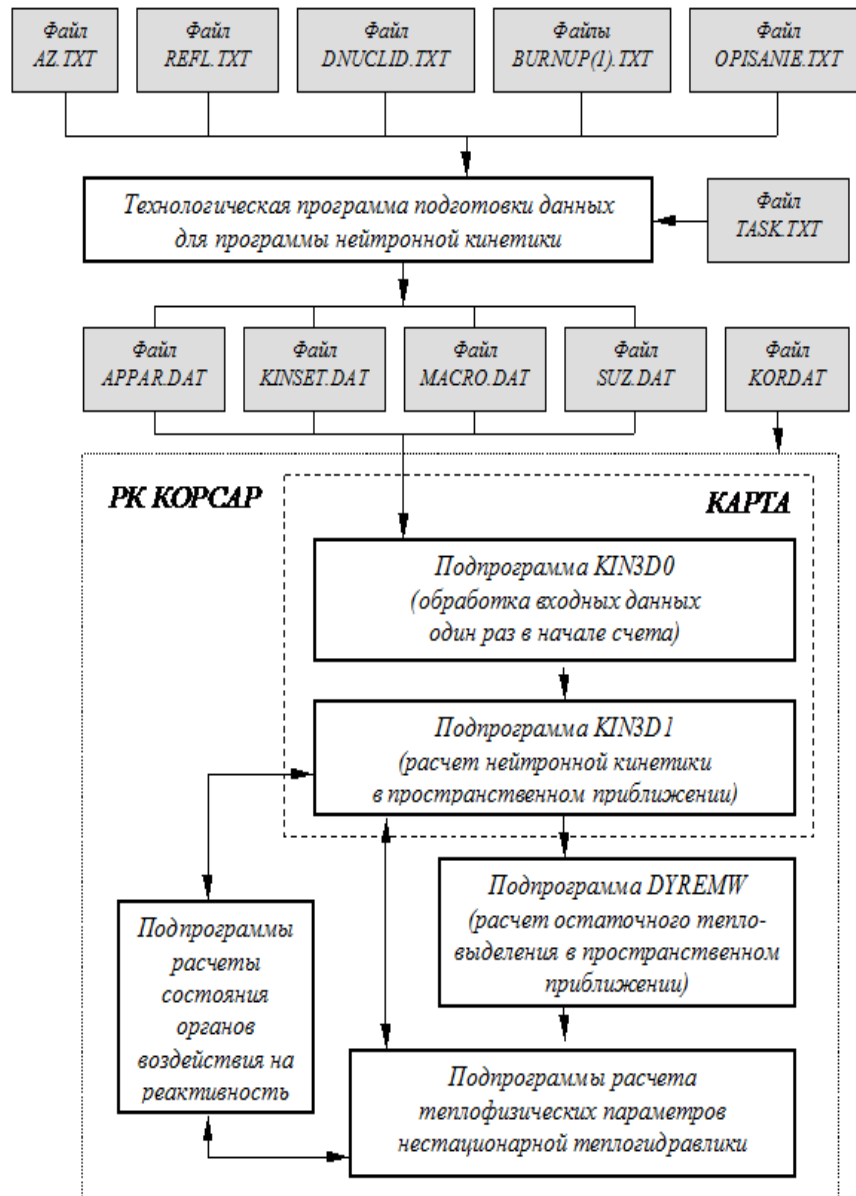 Файл
AZ.TXT
Файл
REFL.TXT
Файл
DNUCLID.TXT
Файлы
BURNUP(1).TXT
Файл
OPISANIE.TXT
Технологическая программа подготовки данных
для программы нейтронной кинетики
Файл
TASK.TXT
Файл
APPAR.DAT
Файл
KINSET.DAT
Файл
MACRO.DAT
Файл
SUZ.DAT
Файл
KORDAT
РК КОРСАР
КАРТА
Подпрограмма KIN3D0
(обработка входных данных
один раз в начале счета)
Подпрограмма KIN3D1
(расчет нейтронной кинетики
в пространственном приближении)
Подпрограмма DYREMW
(расчет остаточного тепло-
выделения в пространственном
приближении)
Подпрограммы
расчеты
состояния
органов
воздействия на
реактивность
Подпрограммы расчета
теплофизических параметров
нестационарной теплогидравлики